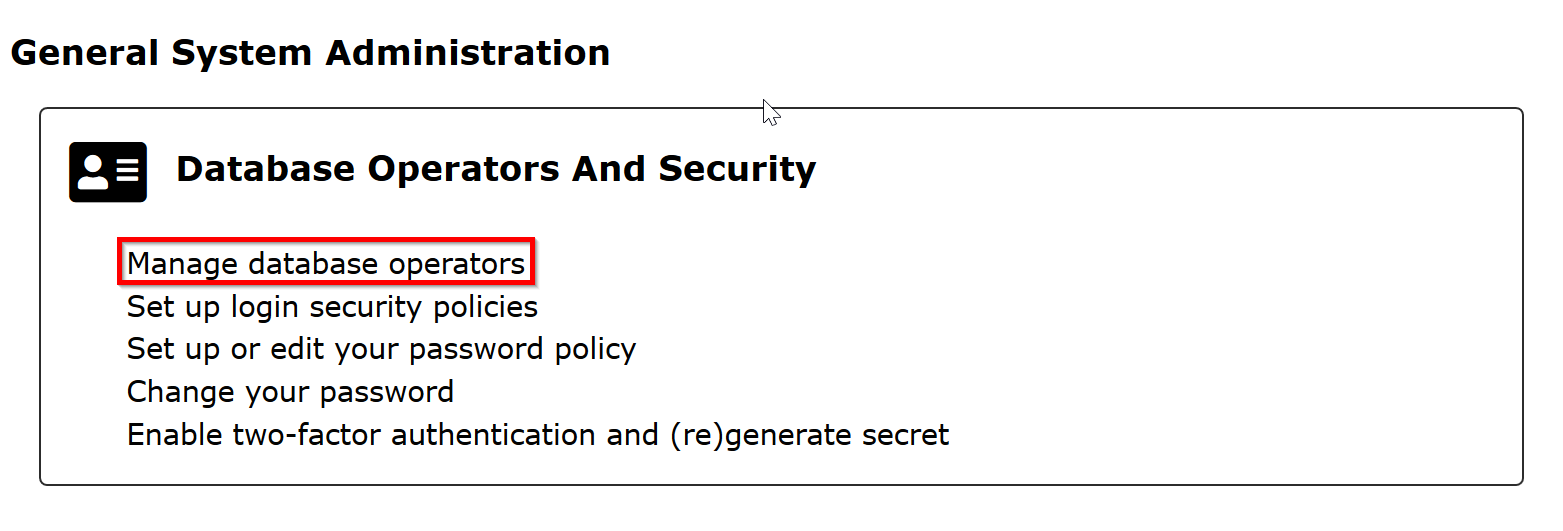 General System Administration
Database Operators And Security
Manage database operators
Set up login security policies
Set up or edit your password policy
Change your password
Enable two-factor authentication and (re)generate secret